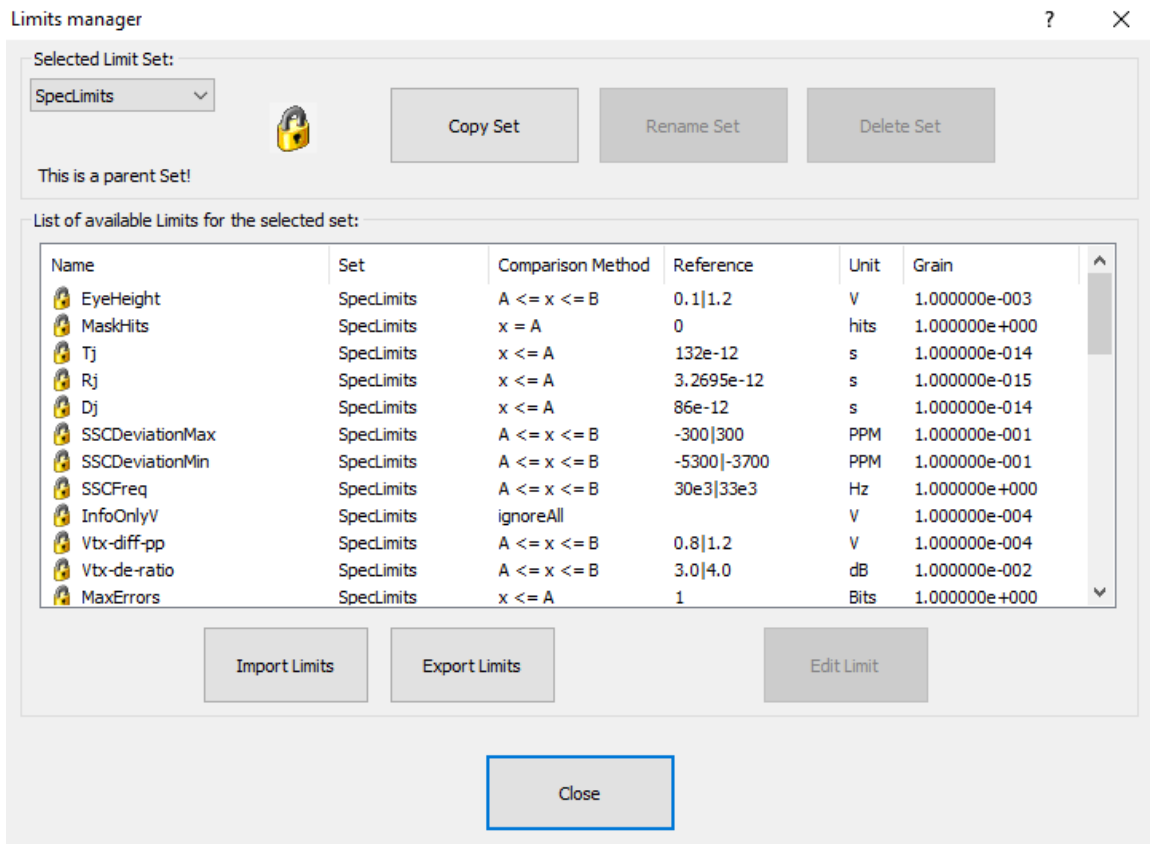 Limits manager ?
Selected Limit Set:
SpecLimits
Copy Set Rename Set Delete Set
This is a parent Set!
List of available Limits for the selected set:
Name Set Comparison Method Reference Unit Grain
EyeHeight SpecLimits A <= x <= B 0.1|1.2 V 1.000000e-003
MaskHits SpecLimits x = A 0 hits 1.000000e+000
Tj SpecLimits x <= A 132e-12 s 1.000000e-014
Rj SpecLimits x <= A 3.2695e-12 s 1.000000e-015
Dj SpecLimits x <= A 86e-12 s 1.000000e-014
SSCDeviationMax SpecLimits A <= x <= B -300|300 PPM 1.000000e-001
SSCDeviationMin SpecLimits A <= x <= B -5300|-3700 PPM 1.000000e-001
SSCFreq SpecLimits A <= x <= B 30e3|33e3 Hz 1.000000e+000
InfoOnlyV SpecLimits ignoreAll V 1.000000e-004
Vtx-diff-pp SpecLimits A <= x <= B 0.8|1.2 V 1.000000e-004
Vtx-de-ratio SpecLimits A <= x <= B 3.0|4.0 dB 1.000000e-002
MaxErrors SpecLimits x <= A 1 Bits 1.000000e+000
Import Limits Export Limits Edit Limit
Close